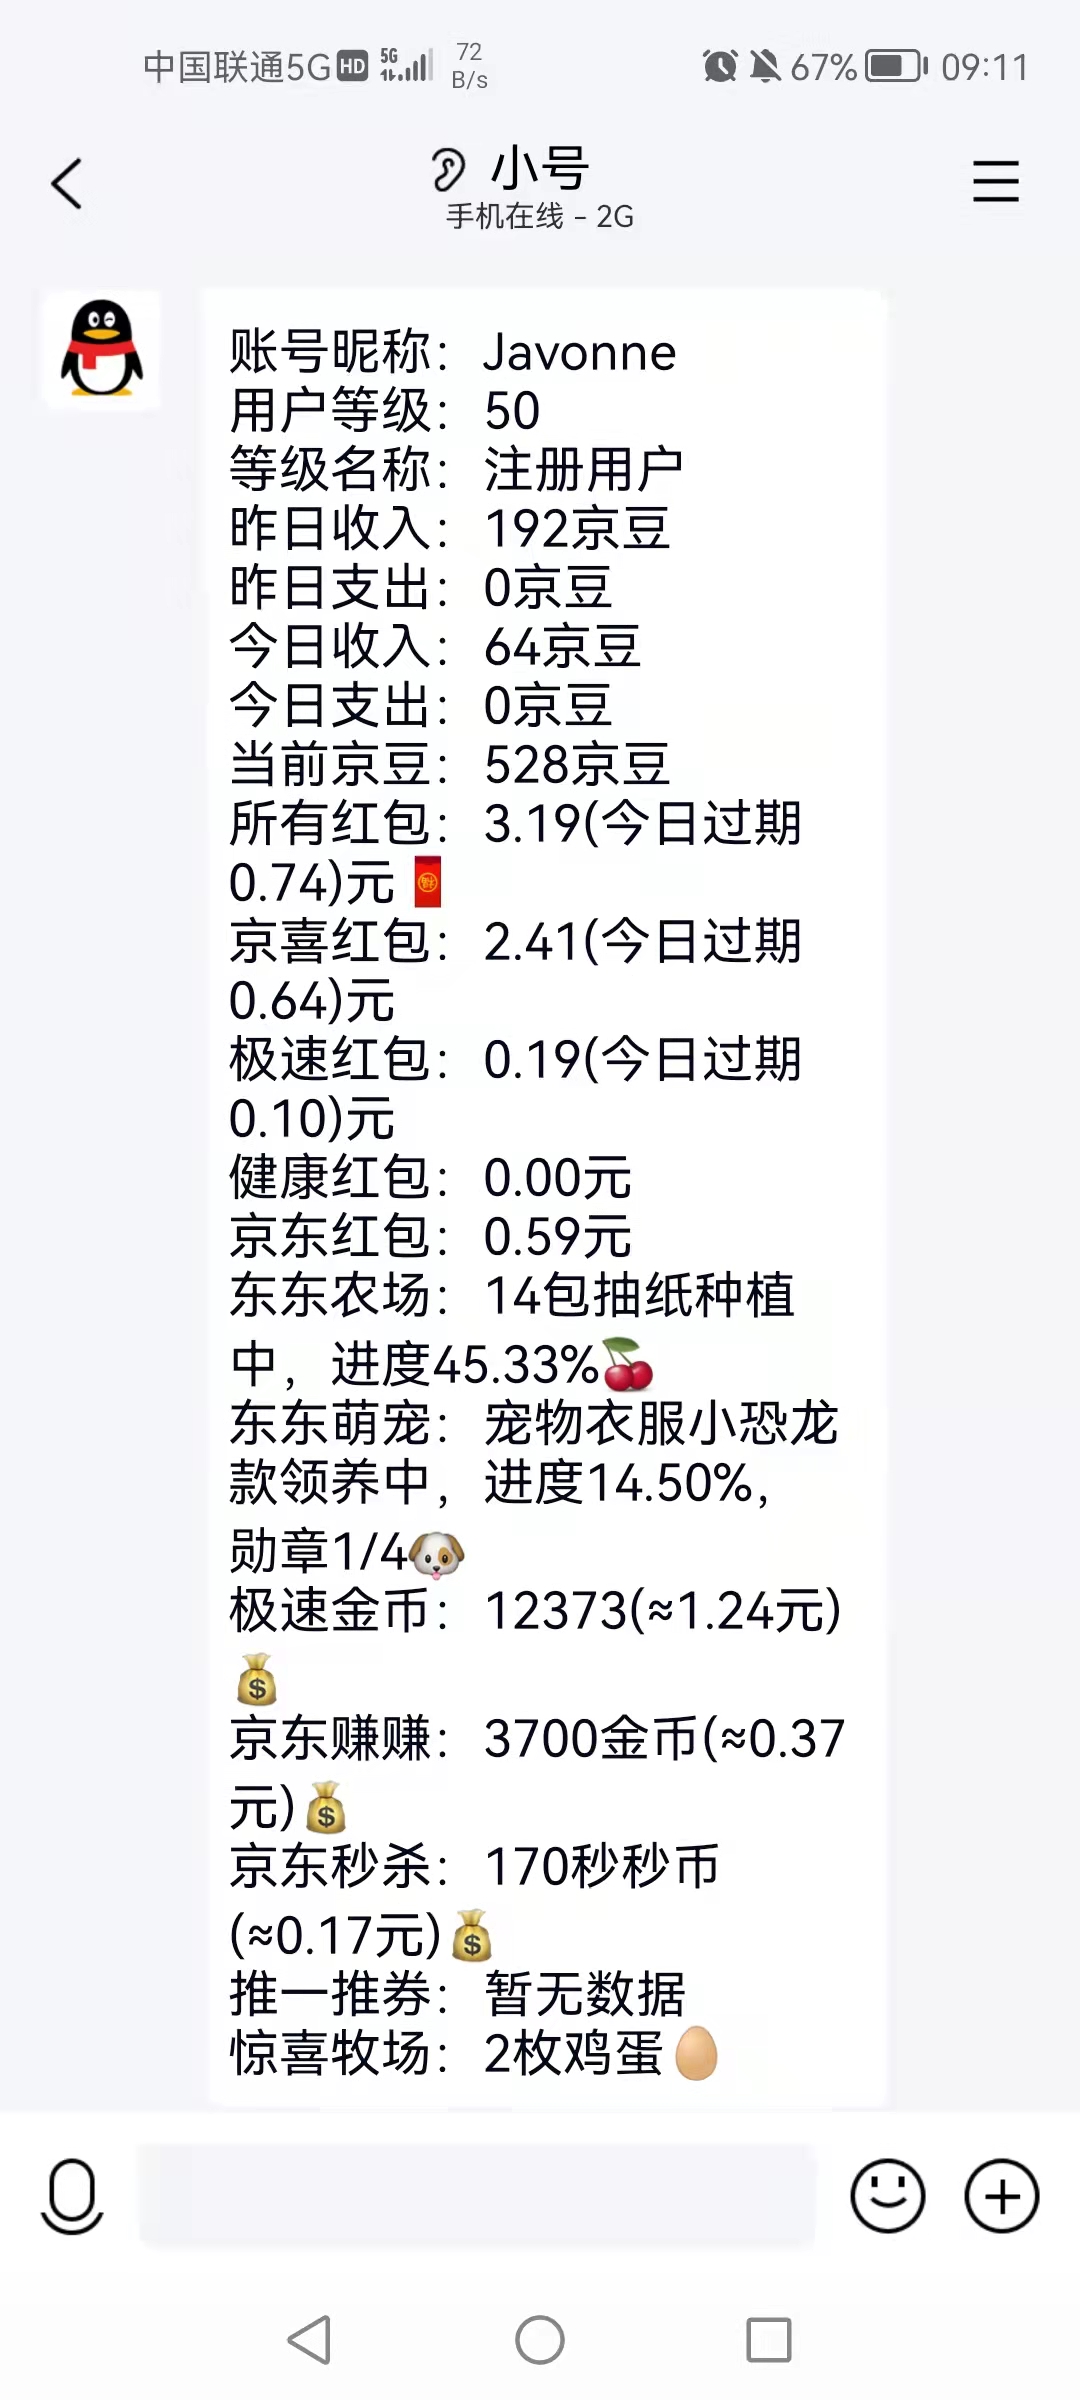 中国联通5G HD 5G 72 B/s 67% 09:11
小号
手机在线 - 2G
账号昵称：Javonne
用户等级：50
等级名称：注册用户
昨日收入：192京豆
昨日支出：0京豆
今日收入：64京豆
今日支出：0京豆
当前京豆：528京豆
所有红包：3.19(今日过期
0.74)元🧧
京喜红包：2.41(今日过期
0.64)元
极速红包：0.19(今日过期
0.10)元
健康红包：0.00元
京东红包：0.59元
东东农场：14包抽纸种植
中，进度45.33%🍒
东东萌宠：宠物衣服小恐龙
款领养中，进度14.50%，
勋章1/4🐶
极速金币：12373(≈1.24元)
💰
京东赚赚：3700金币(≈0.37
元)💰
京东秒杀：170秒秒币
(≈0.17元)💰
推一推券：暂无数据
惊喜牧场：2枚鸡蛋🥚